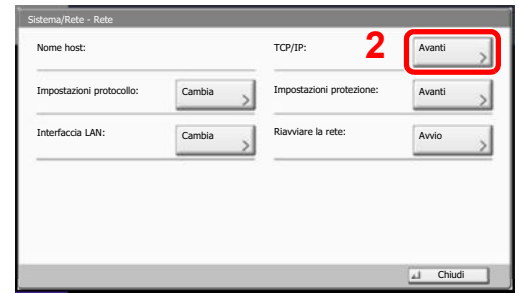 Sistema/Rete - Rete
Nome host:
TCP/IP:
2
Avanti
Impostazioni protocollo:
Cambia
Impostazioni protezione:
Avanti
Interfaccia LAN:
Cambia
Riavviare la rete:
Avvio
Chiudi